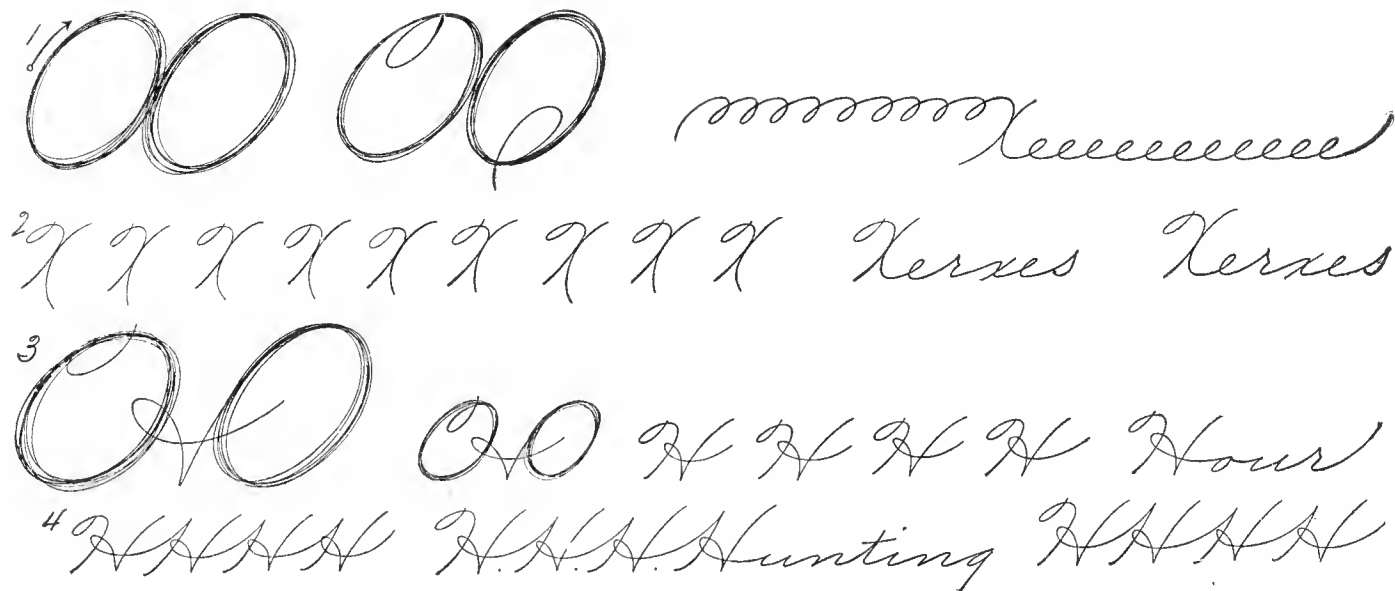 1
2 X X X X X X X X X Xerxes Xerxes
3 H H H H Hour
4 H H H H H. H. H. Hunting H H H H